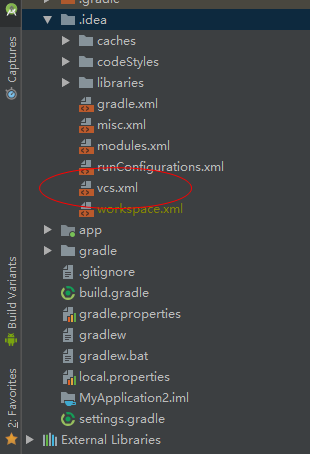 .gradle
.idea
caches
codeStyles
libraries
gradle.xml
misc.xml
modules.xml
runConfigurations.xml
vcs.xml
workspace.xml
app
gradle
.gitignore
build.gradle
gradle.properties
gradlew
gradlew.bat
local.properties
MyApplication2.iml
settings.gradle
External Libraries
Captures
Build Variants
2: Favorites